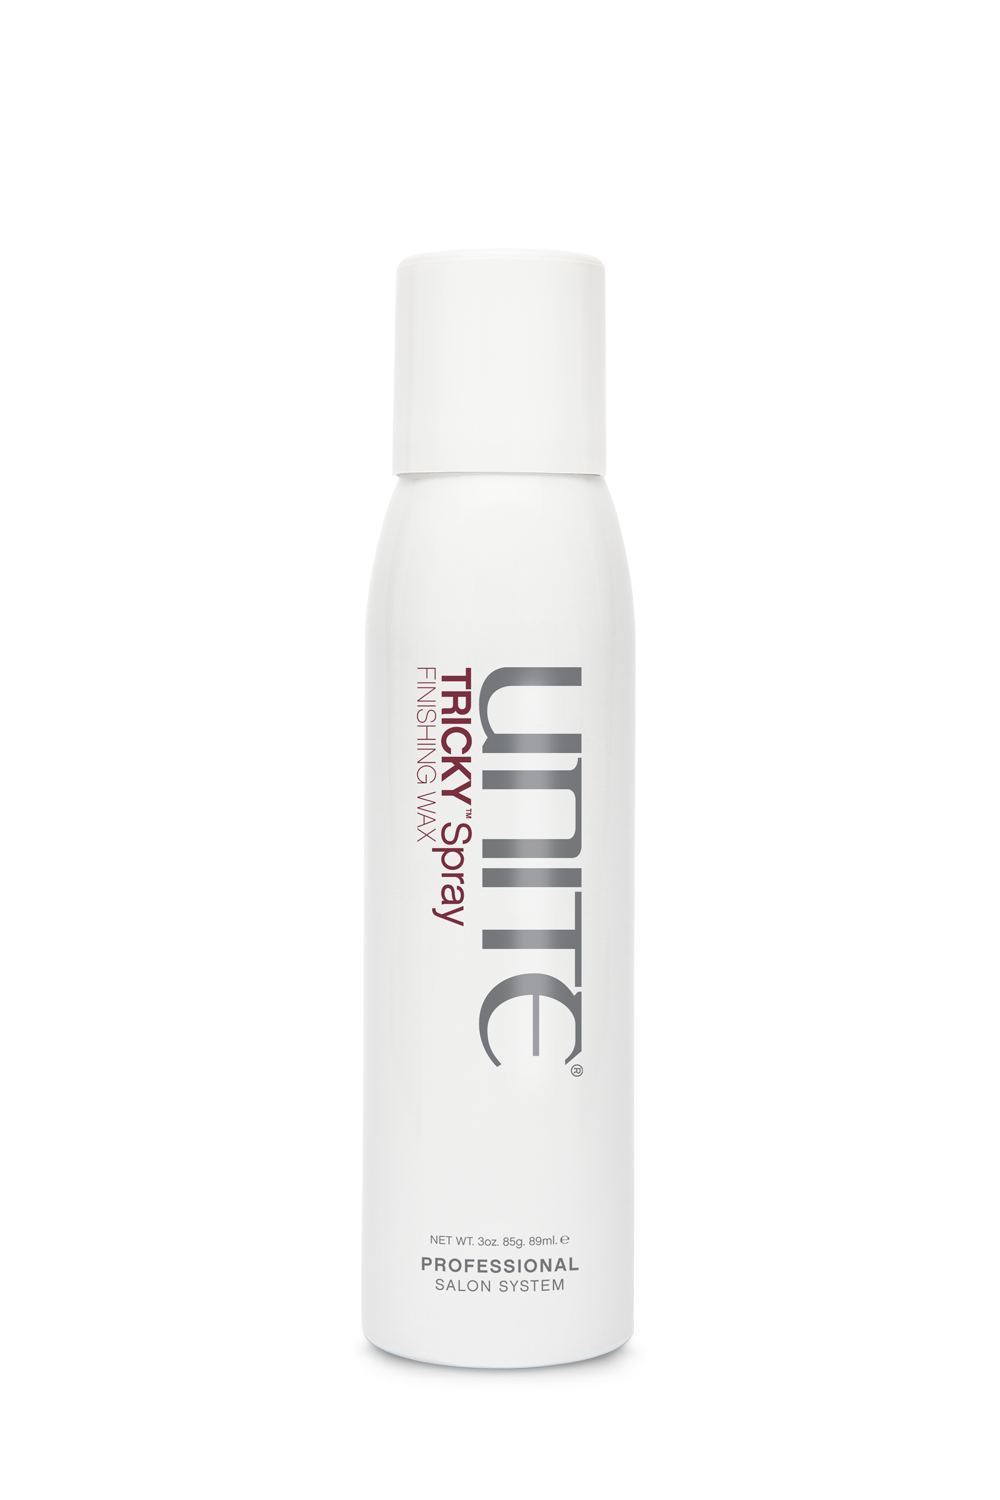 UNITE®
TRICKY™ Spray
FINISHING WAX
NET WT. 3oz. 85g. 89ml. ℮
PROFESSIONAL
SALON SYSTEM